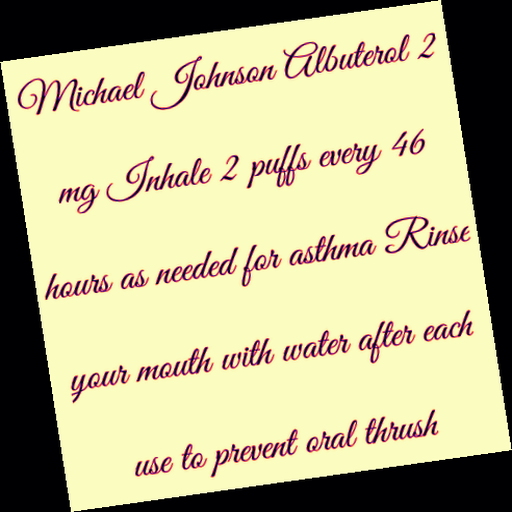 Michael Johnson Albuterol 2
mg Inhale 2 puffs every 46
hours as needed for asthma Rinse
your mouth with water after each
use to prevent oral thrush